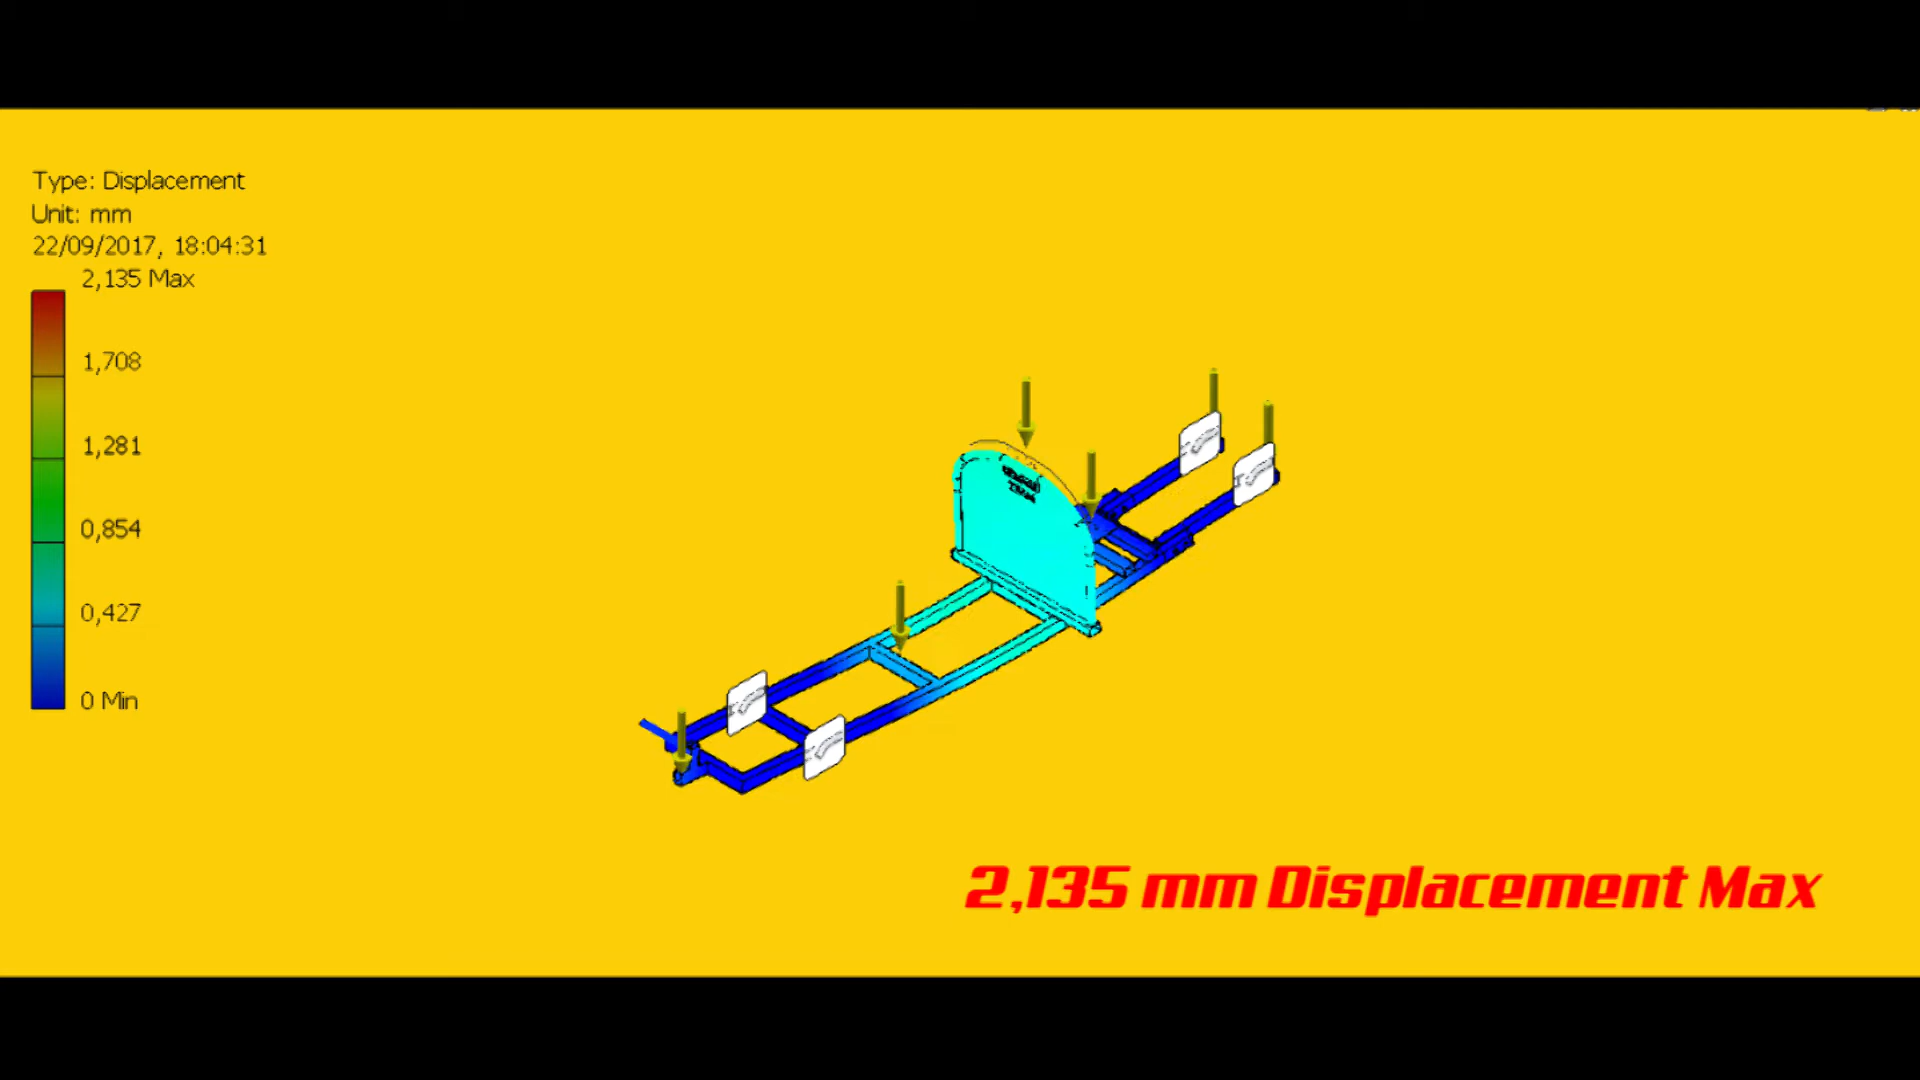 Type: Displacement
Unit: mm
22/09/2017, 18:04:31
2,135 Max
1,708
1,281
0,854
0,427
0 Min
2,135 mm Displacement Max